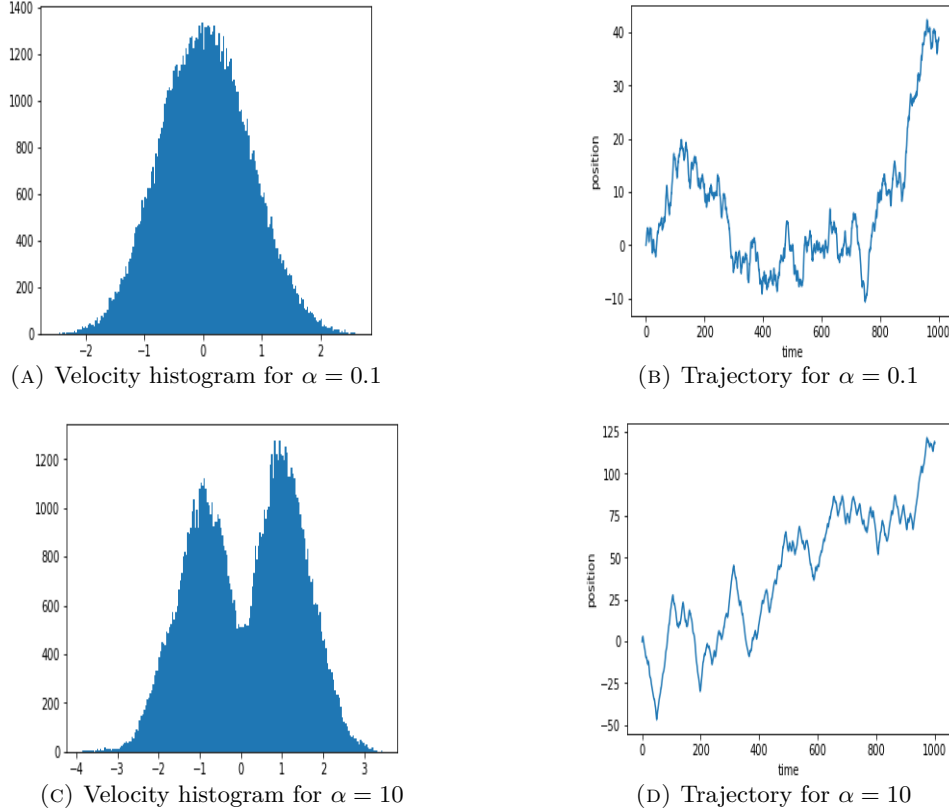 1400
1200
1000
800
600
400
200
0
-2 -1 0 1 2
(A) Velocity histogram for α = 0.1
40
30
20
10
0
−10
position
0 200 400 600 800 1000
time
(B) Trajectory for α = 0.1
1200
1000
800
600
400
200
0
-4 -3 -2 -1 0 1 2 3
(C) Velocity histogram for α = 10
125
100
75
50
25
0
−25
−50
position
0 200 400 600 800 1000
time
(D) Trajectory for α = 10